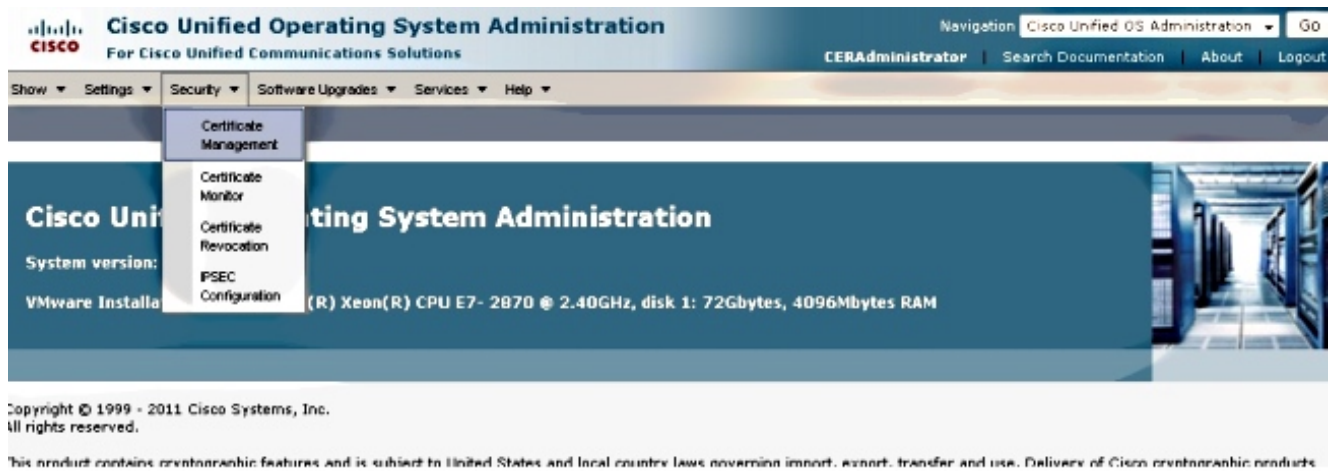 Cisco Unified Operating System Administration
For Cisco Unified Communications Solutions
CISCO
Navigation Cisco Unified OS Administration Go
CERAdministrator | Search Documentation | About | Logout
Show Settings Security Software Upgrades Services Help
Certificate
Management
Certificate
Monitor
Certificate
Revocation
IPSEC
Configuration
Cisco Uni ting System Administration
System version:
VMware Installa (R) Xeon(R) CPU E7- 2870 @ 2.40GHz, disk 1: 72Gbytes, 4096Mbytes RAM
Copyright © 1999 - 2011 Cisco Systems, Inc.
All rights reserved.
This product contains cryptographic features and is subject to United States and local country laws governing import, export, transfer and use. Delivery of Cisco cryptographic products